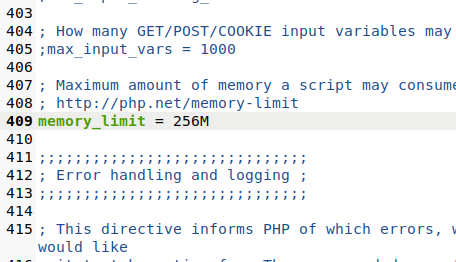 403
404 ; How many GET/POST/COOKIE input variables may
405 ;max_input_vars = 1000
406
407 ; Maximum amount of memory a script may consume
408 ; http://php.net/memory-limit
409 memory_limit = 256M
410
411 ;;;;;;;;;;;;;;;;;;;;;;;;;;;;;;
412 ; Error handling and logging ;
413 ;;;;;;;;;;;;;;;;;;;;;;;;;;;;;;
414
415 ; This directive informs PHP of which errors, w
would like